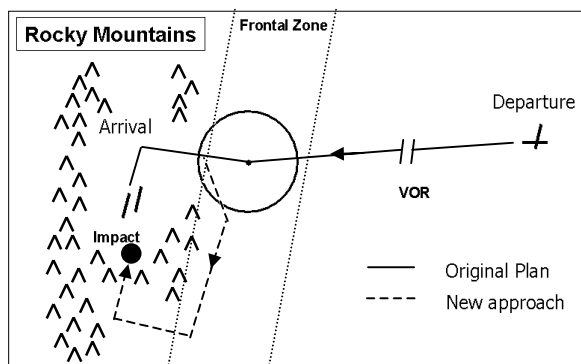 Rocky Mountains
Frontal Zone
Departure
Arrival
VOR
Impact
Original Plan
New approach